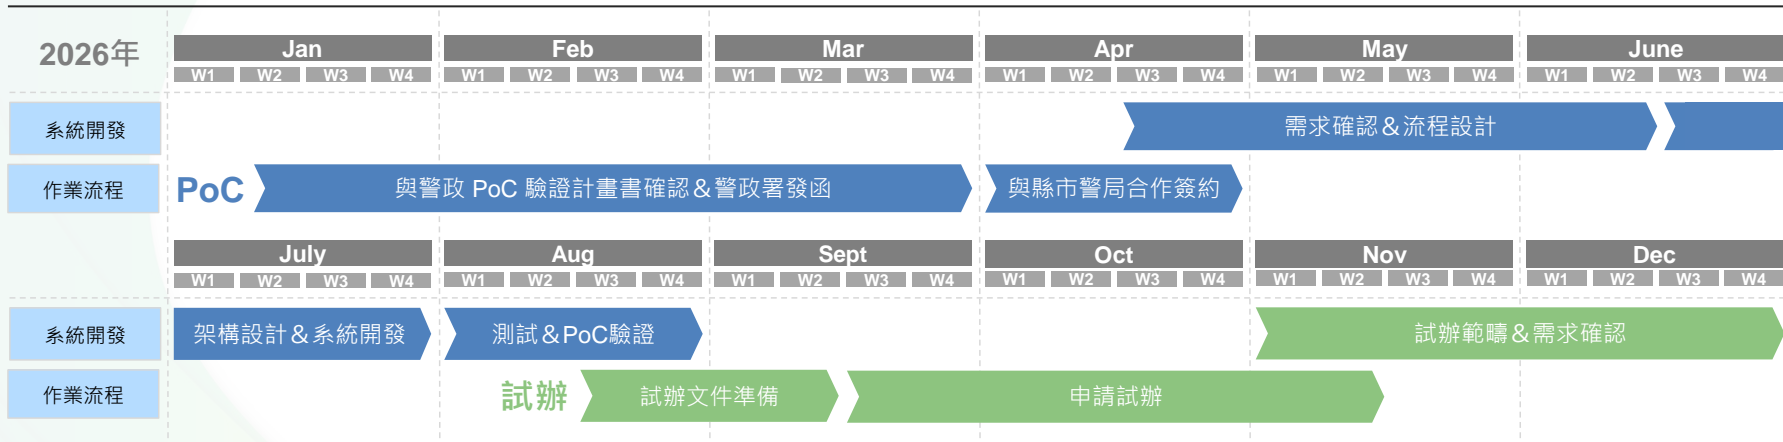 2026年
Jan Feb Mar Apr May June
W1 W2 W3 W4 W1 W2 W3 W4 W1 W2 W3 W4 W1 W2 W3 W4 W1 W2 W3 W4 W1 W2 W3 W4
系統開發 需求確認&流程設計
作業流程 PoC 與警政 PoC 驗證計畫書確認&警政署發函 與縣市警局合作簽約
July Aug Sept Oct Nov Dec
W1 W2 W3 W4 W1 W2 W3 W4 W1 W2 W3 W4 W1 W2 W3 W4 W1 W2 W3 W4 W1 W2 W3 W4
系統開發 架構設計&系統開發 測試&PoC驗證 試辦範疇&需求確認
作業流程 試辦 試辦文件準備 申請試辦